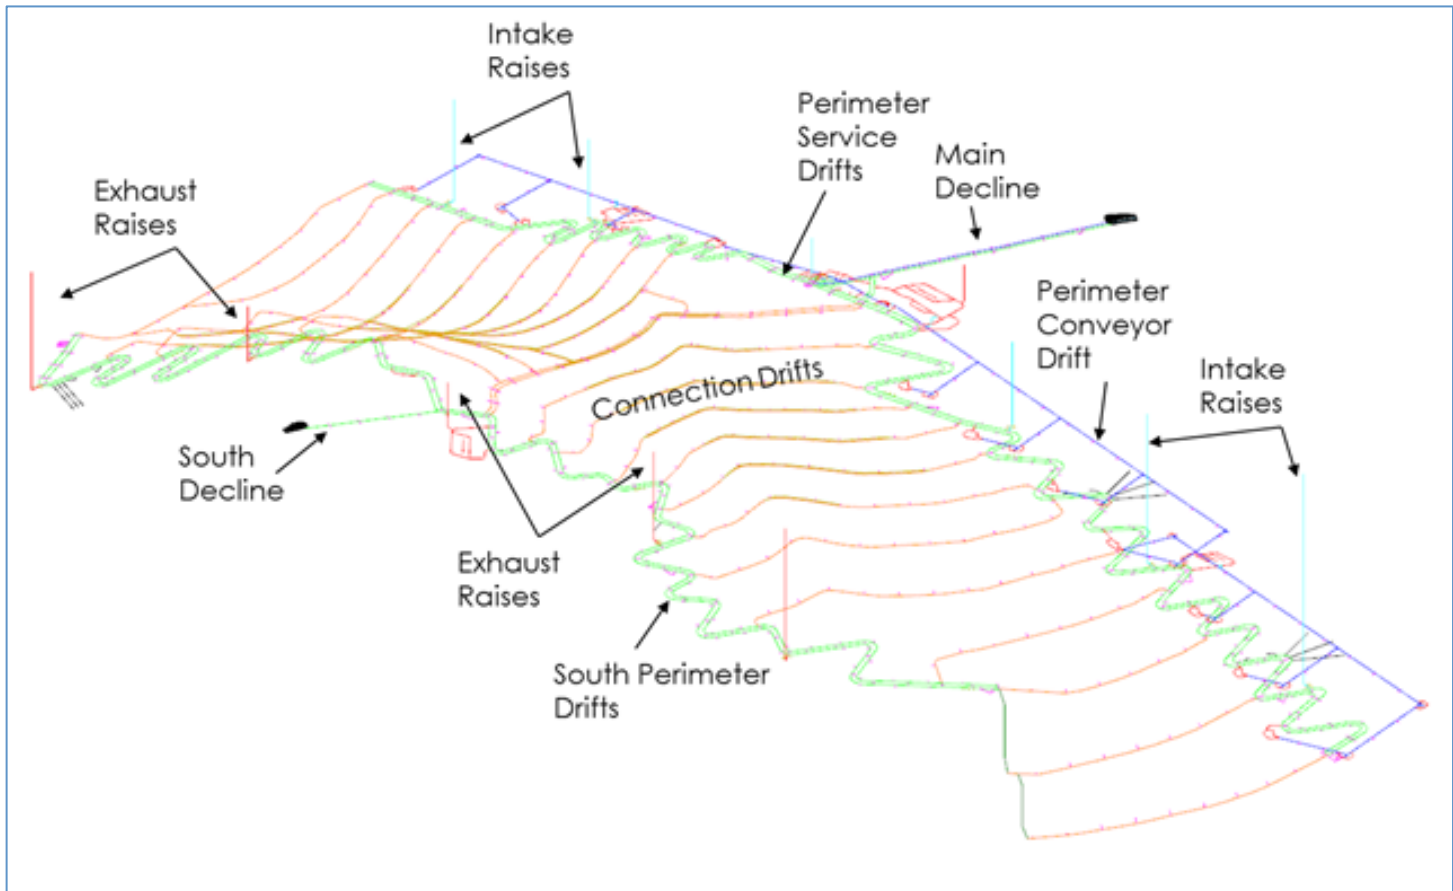 Intake
Raises
Perimeter
Service
Drifts
Main
Decline
Exhaust
Raises
Perimeter
Conveyor
Drift
Intake
Raises
Connection Drifts
South
Decline
Exhaust
Raises
South Perimeter
Drifts